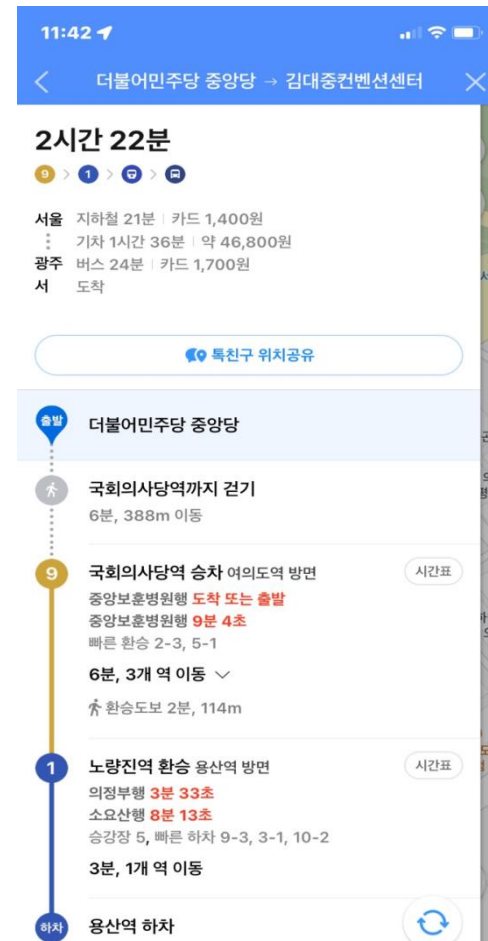 11:42
더불어민주당 중앙당 → 김대중컨벤션센터
2시간 22분
9 > 1 > >
서울 지하철 21분 | 카드 1,400원
기차 1시간 36분 | 약 46,800원
광주 버스 24분 | 카드 1,700원
서 도착
톡친구 위치공유
출발 더불어민주당 중앙당
국회의사당역까지 걷기
6분, 388m 이동
9 국회의사당역 승차 여의도역 방면 시간표
중앙보훈병원행 도착 또는 출발
중앙보훈병원행 9분 4초
빠른 환승 2-3, 5-1
6분, 3개 역 이동
환승도보 2분, 114m
1 노량진역 환승 용산역 방면 시간표
의정부행 3분 33초
소요산행 8분 13초
승강장 5, 빠른 하차 9-3, 3-1, 10-2
3분, 1개 역 이동
하차 용산역 하차